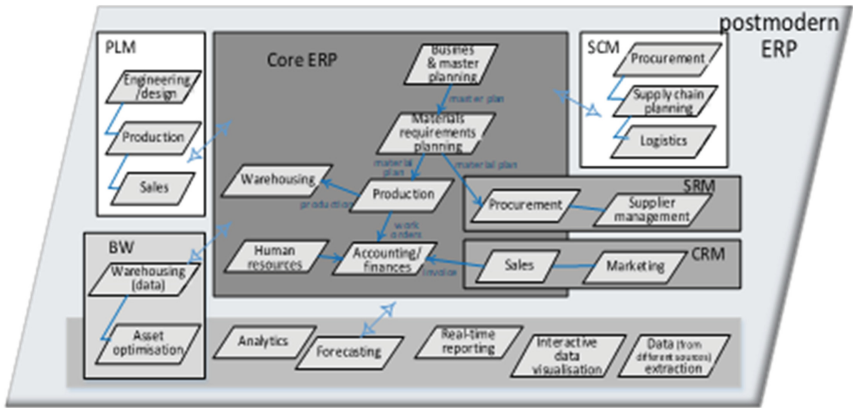 postmodern
ERP
PLM
Engineering
/design
Production
Sales
Core ERP
Busines
& master
planning
master plan
Materials
requirements
planning
material
plan
material plan
Warehousing
production
Production
work
orders
Human
resources
Accounting/
finances
invoice
SCM
Procurement
Supply chain
planning
Logistics
SRM
Procurement
Supplier
management
CRM
Sales
Marketing
BW
Warehousing
(data)
Asset
optimisation
Analytics
Forecasting
Real-time
reporting
Interactive
data
visualisation
Data (from
different sources)
extraction